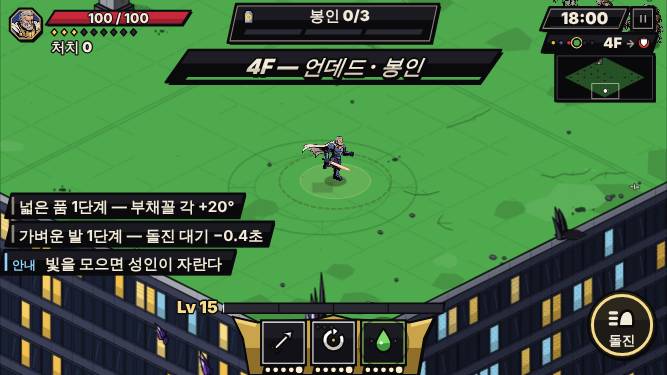 100 / 100
처치 0
봉인 0/3
18:00
4F
4F — 언데드 · 봉인
넓은 품 1단계 — 부채꼴 각 +20°
가벼운 발 1단계 — 돌진 대기 −0.4초
안내 빛을 모으면 성인이 자란다
Lv 15
돌진